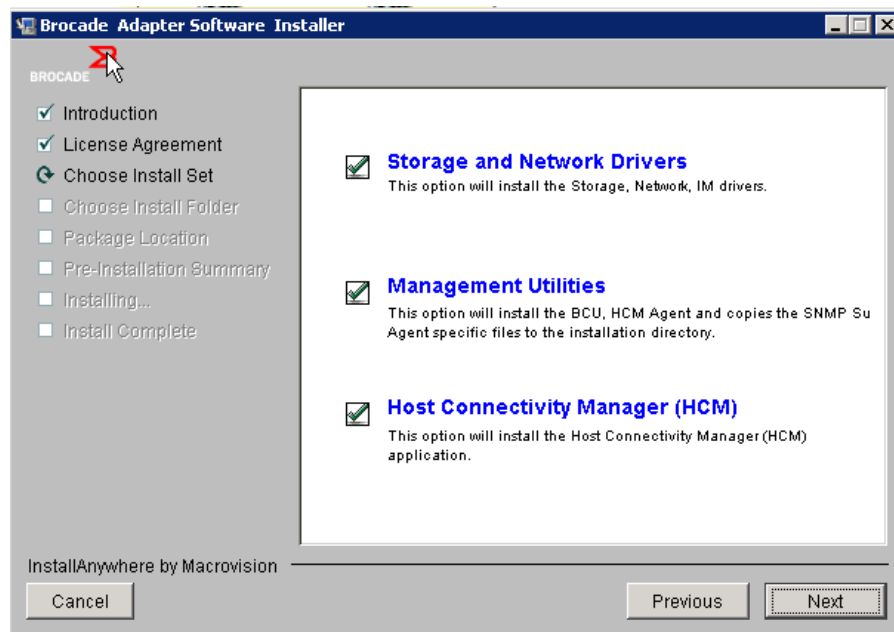 Brocade Adapter Software Installer
BROCADE
Introduction
License Agreement
Choose Install Set
Choose Install Folder
Package Location
Pre-Installation Summary
Installing...
Install Complete
Storage and Network Drivers
This option will install the Storage, Network, IM drivers.
Management Utilities
This option will install the BCU, HCM Agent and copies the SNMP Su
Agent specific files to the installation directory.
Host Connectivity Manager (HCM)
This option will install the Host Connectivity Manager (HCM)
application.
InstallAnywhere by Macrovision
Cancel
Previous
Next